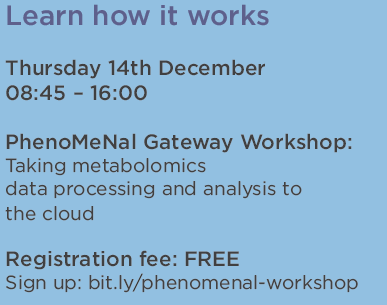 Learn how it works
Thursday 14th December
08:45 – 16:00
PhenoMeNal Gateway Workshop:
Taking metabolomics
data processing and analysis to
the cloud
Registration fee: FREE
Sign up: bit.ly/phenomenal-workshop